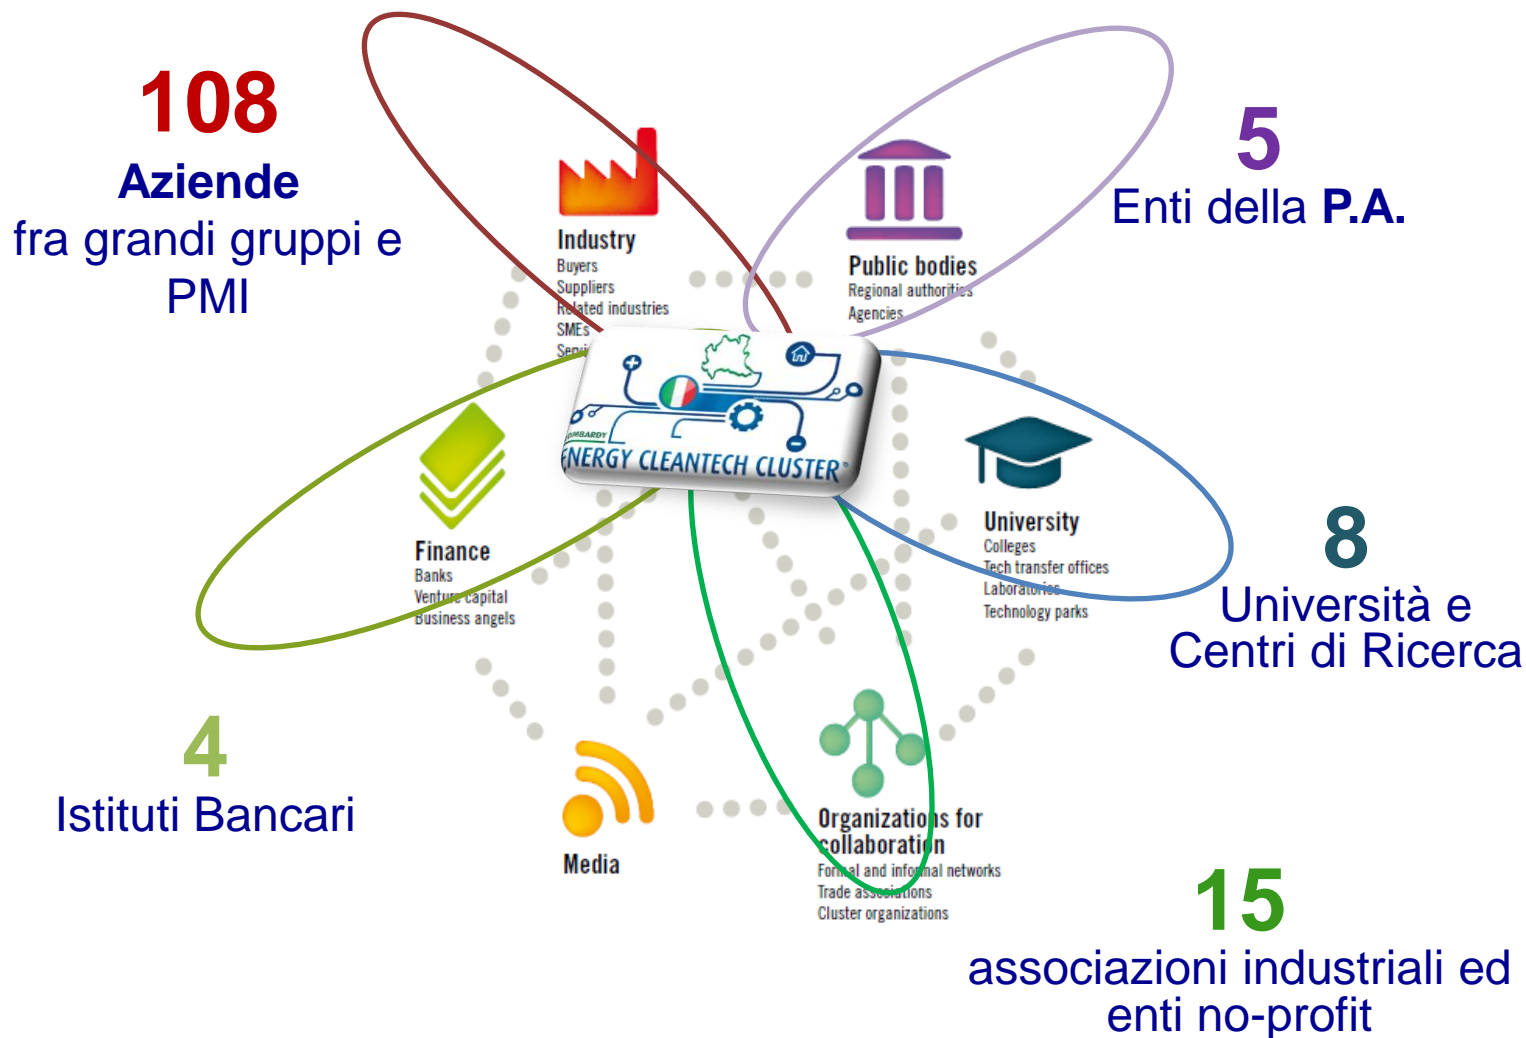 108
Aziende
fra grandi gruppi e
PMI
5
Enti della P.A.
Industry
Buyers
Suppliers
Related industries
SMEs
Public bodies
Regional authorities
Agencies
ENERGY CLEANTECH CLUSTER
Finance
Banks
Venture capital
Business angels
University
Colleges
Tech transfer offices
Laboratories
Technology parks
8
Università e
Centri di Ricerca
4
Istituti Bancari
Media
Organizations for
collaboration
Formal and informal networks
Trade associations
Cluster organizations
15
associazioni industriali ed
enti no-profit